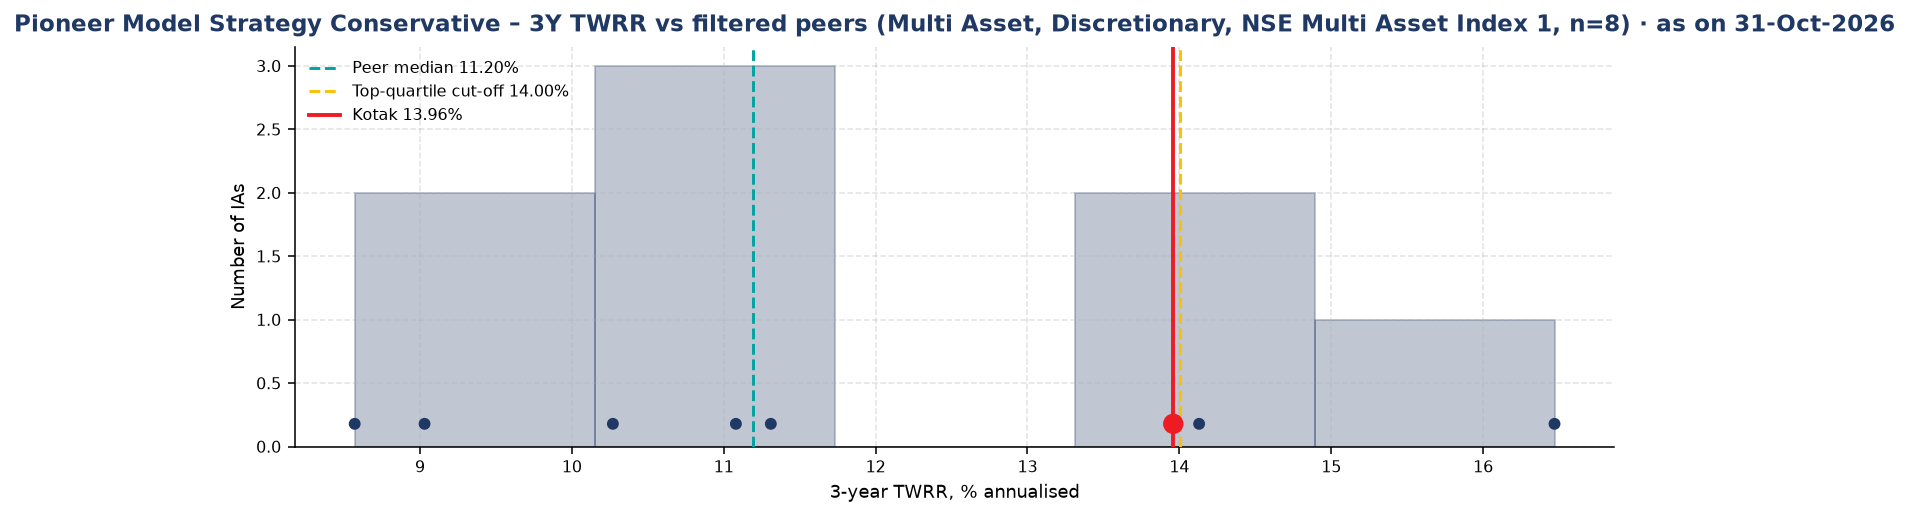 Pioneer Model Strategy Conservative – 3Y TWRR vs filtered peers (Multi Asset, Discretionary, NSE Multi Asset Index 1, n=8) · as on 31-Oct-2026
Peer median 11.20%
Top-quartile cut-off 14.00%
Kotak 13.96%
Number of IAs
3.0
2.5
2.0
1.5
1.0
0.5
0.0
9 10 11 12 13 14 15 16
3-year TWRR, % annualised